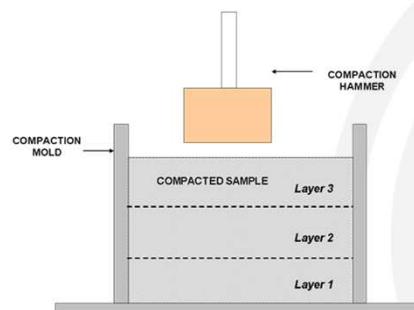 COMPACTION
HAMMER
COMPACTION
MOLD
COMPACTED SAMPLE
Layer 3
Layer 2
Layer 1